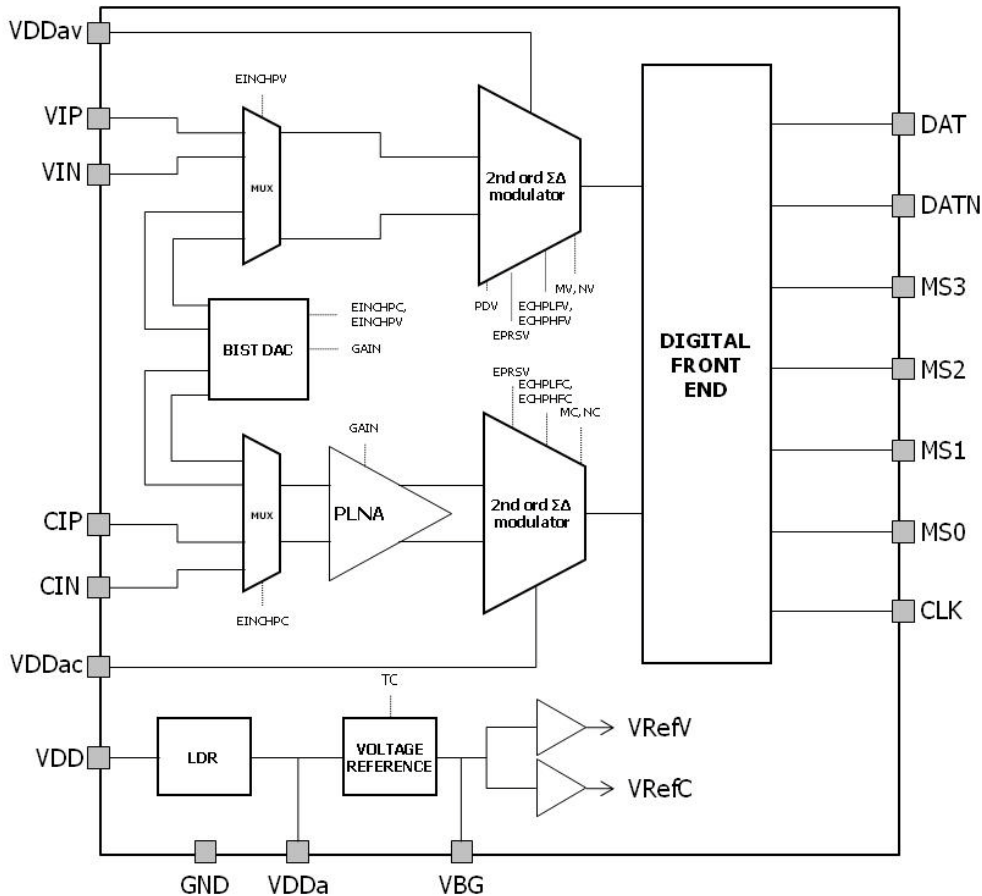 VDDav
EINCHPV
VIP
VIN
MUX
2nd ord ΣΔ
modulator
DAT
DATN
MS3
MS2
MS1
MS0
CLK
PDV
EPRSV
ECHPLFV,
ECHPHFV
MV, NV
BIST DAC
EINCHPC,
EINCHPV
GAIN
DIGITAL
FRONT
END
EPRSV
ECHPLFC,
ECHPHFC
MC, NC
GAIN
MUX
PLNA
2nd ord ΣΔ
modulator
CIP
CIN
EINCHPC
VDDac
TC
VDD
LDR
VOLTAGE
REFERENCE
VRefV
VRefC
GND
VDDa
VBG